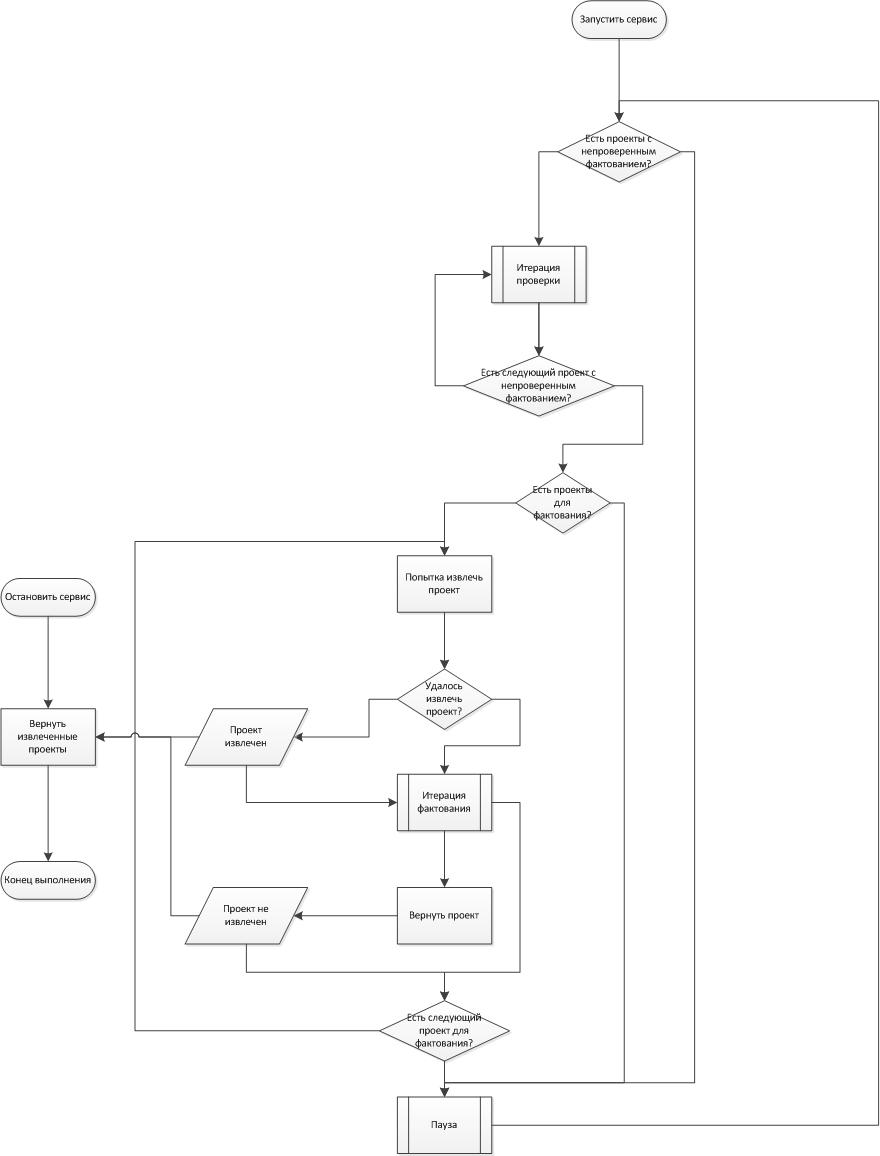 Запустить сервис
Есть проекты с
непроверенным
фактованием?
Итерация
проверки
Есть следующий проект с
непроверенным
фактованием?
Есть проекты
для
фактования?
Попытка извлечь
проект
Остановить сервис
Удалось
извлечь
проект?
Вернуть
извлеченные
проекты
Проект
извлечен
Итерация
фактования
Конец выполнения
Проект не
извлечен
Вернуть проект
Есть следующий
проект для
фактования?
Пауза